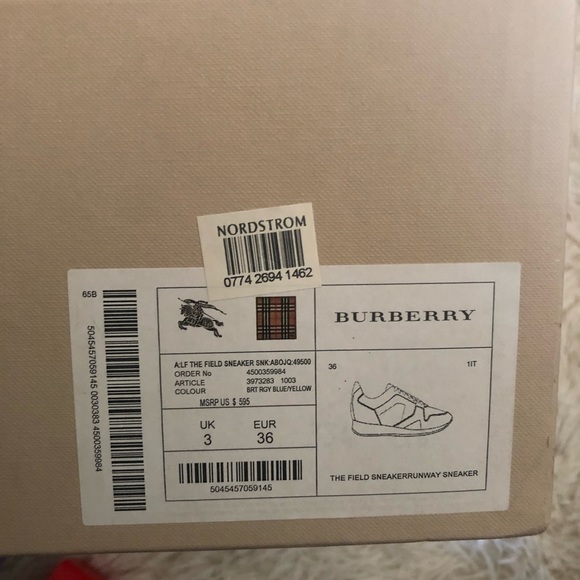 NORDSTROM
0774 2694 1462
65B
5045457059145 0030383 4500359984
BURBERRY
A:LF THE FIELD SNEAKER SNK:ABOJQ:49500
ORDER No 4500359984
ARTICLE 3973283 1003
COLOUR BRT RGY BLUE/YELLOW
MSRP US $ 595
UK EUR
3 36
5045457059145
36 1IT
THE FIELD SNEAKERRUNWAY SNEAKER